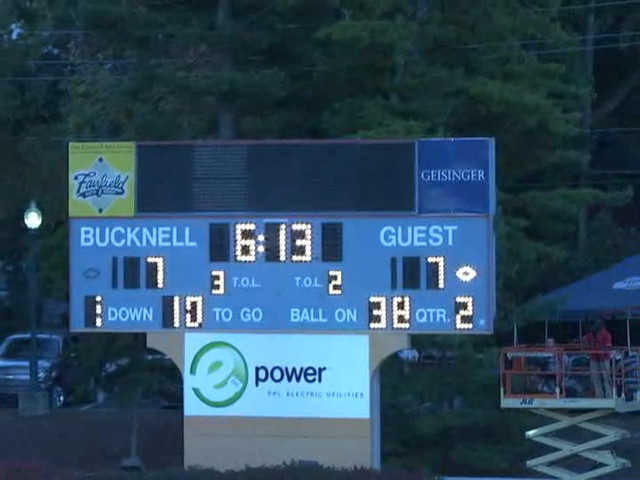 Fairfield
GEISINGER
BUCKNELL 6:13 GUEST
7 3 T.O.L. T.O.L. 2 7
1 DOWN 10 TO GO BALL ON 38 QTR. 2
e power
PPL ELECTRIC UTILITIES
JLG